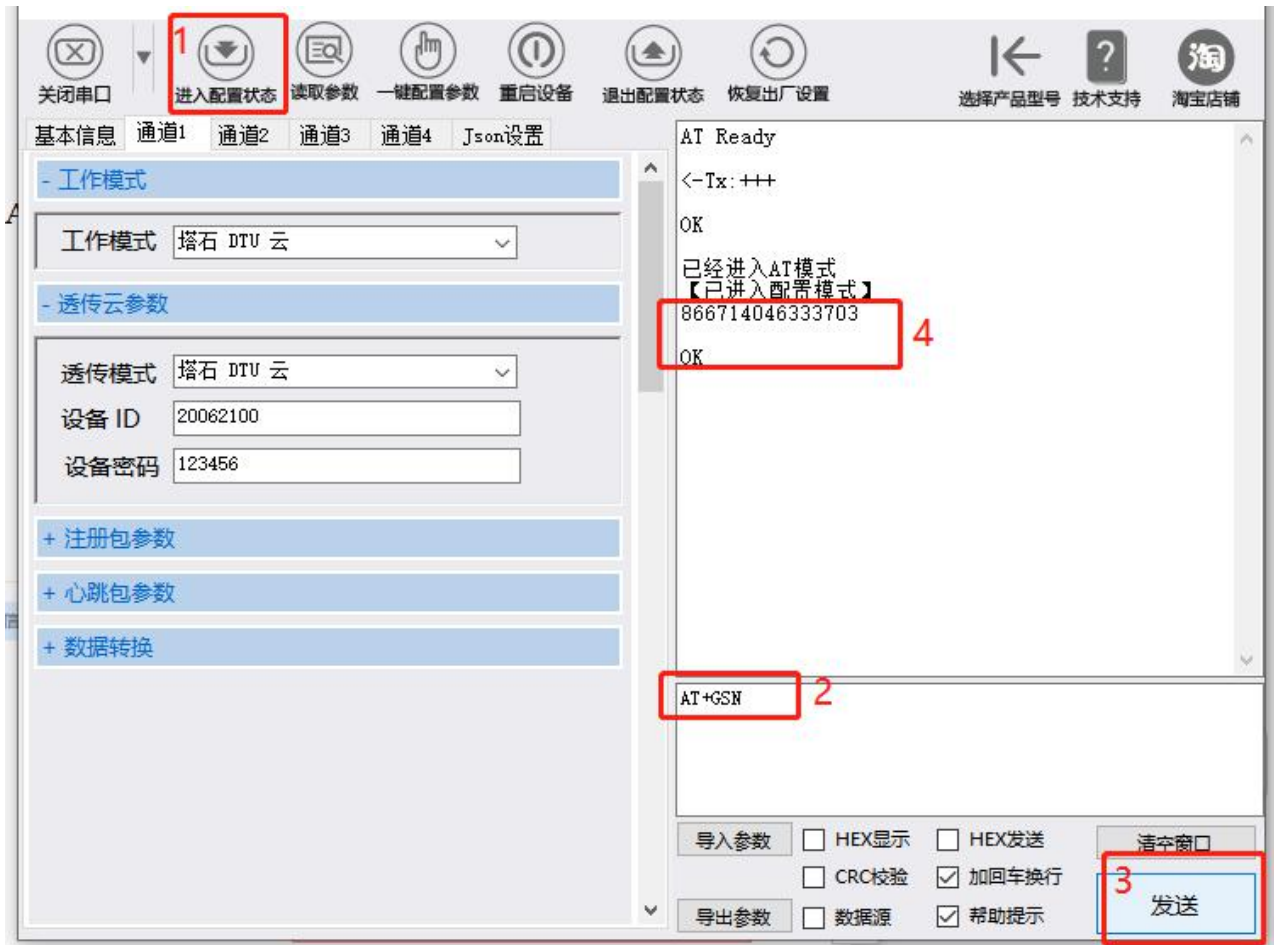 1
关闭串口 进入配置状态 读取参数 一键配置参数 重启设备 退出配置状态 恢复出厂设置 选择产品型号 技术支持 淘宝店铺
淘
基本信息 通道1 通道2 通道3 通道4 Json设置
- 工作模式
工作模式 塔石 DTU 云
- 透传云参数
透传模式 塔石 DTU 云
设备 ID 20062100
设备密码 123456
+ 注册包参数
+ 心跳包参数
+ 数据转换
AT Ready
<-Tx:+++
OK
已经进入AT模式
【已进入配置模式】
866714046333703
4
OK
AT+GSN 2
导入参数 HEX显示 HEX发送 清空窗口
CRC校验 加回车换行
3 发送
导出参数 数据源 帮助提示